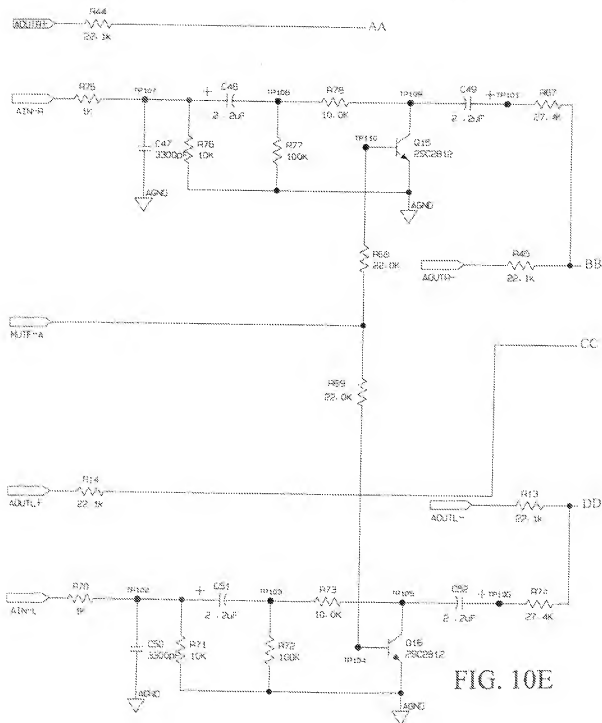 R44
AOUTR+
22.1K
AA
R75
AIN-R
1K
TP107
+
C48
2.2uF
TP108
R78
10.0K
TP109
C49
2.2uF
+
TP101
R67
27.4K
C47
3300pF
R76
10K
R77
100K
TP110
Q15
2SC2812
AGND
AGND
R68
22.0K
R40
AOUTR-
22.1K
BB
MUTE-A
CC
R69
22.0K
R14
AOUTL+
22.1K
R13
AOUTL-
22.1K
DD
R70
AIN-L
1K
TP102
+
C51
2.2uF
TP103
R73
10.0K
TP105
C52
2.2uF
+
27.4K
C50
3300pF
R71
10K
R72
100K
TP104
Q16
2SC2812
AGND
AGND
FIG. 10E